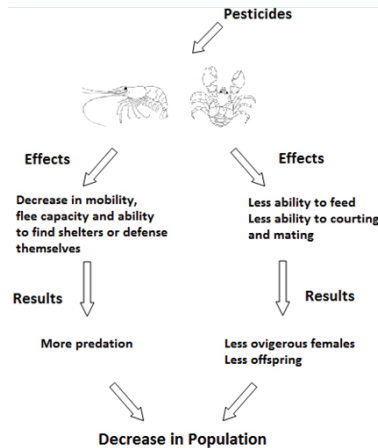 Pesticides
Effects
Effects
Decrease in mobility,
flee capacity and ability
to find shelters or defense
themselves
Less ability to feed
Less ability to courting
and mating
Results
Results
More predation
Less ovigerous females
Less offspring
Decrease in Population